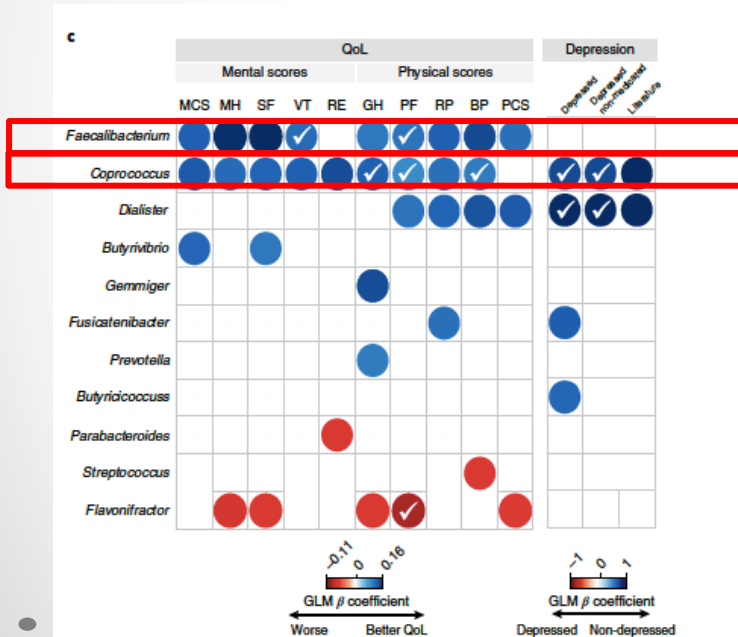 c
QoL
Depression
Mental scores
Physical scores
MCS MH SF VT RE GH PF RP BP PCS
Depressed
Depressed non-medicated
Literature
Faecalibacterium
Coprococcus
Dialister
Butyrivibrio
Gemmiger
Fusicatenibacter
Prevotella
Butyricicoccuss
Parabacteroides
Streptococcus
Flavonifractor
−0.11 0 0.16
GLM β coefficient
Worse Better QoL
−1 0 1
GLM β coefficient
Depressed Non-depressed